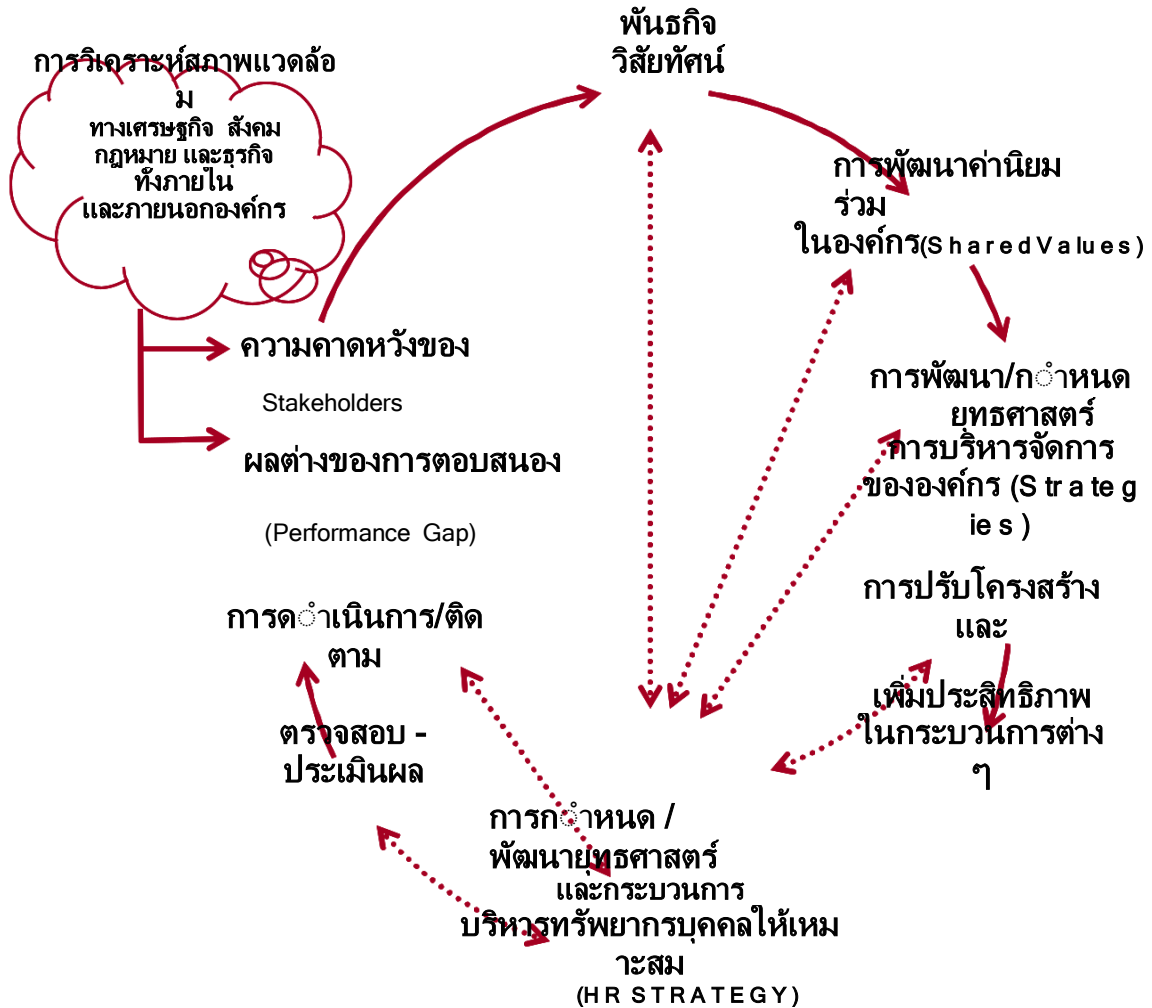 การวิเคราะห์สภาพแวดล้อ
ม
ทางเศรษฐกิจ สังคม
กฎหมาย และธุรกิจ
ทั้งภายใน
และภายนอกองค์กร
พันธกิจ
วิสัยทัศน์
การพัฒนาค่านิยม
ร่วม
ในองค์กร(Shared Values)
ความคาดหวังของ
Stakeholders
ผลต่างของการตอบสนอง
(Performance Gap)
การพัฒนา/กำหนด
ยุทธศาสตร์
การบริหารจัดการ
ขององค์กร (Strateg
ies)
การปรับโครงสร้าง
และ
เพิ่มประสิทธิภาพ
ในกระบวนการต่าง
ๆ
การกำหนด /
พัฒนายุทธศาสตร์
และกระบวนการ
บริหารทรัพยากรบุคคลให้เหม
าะสม
(HR STRATEGY)
ตรวจสอบ -
ประเมินผล
การดำเนินการ/ติด
ตาม